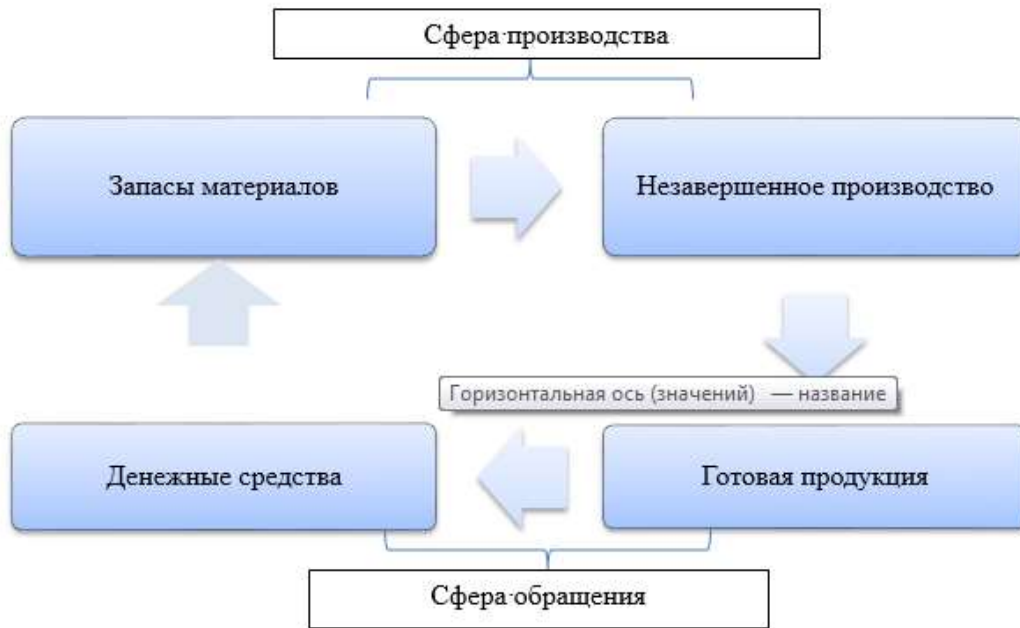 Сфера·производства
Запасы материалов
Незавершенное производство
Горизонтальная ось (значений) — название
Денежные средства
Готовая продукция
Сфера·обращения